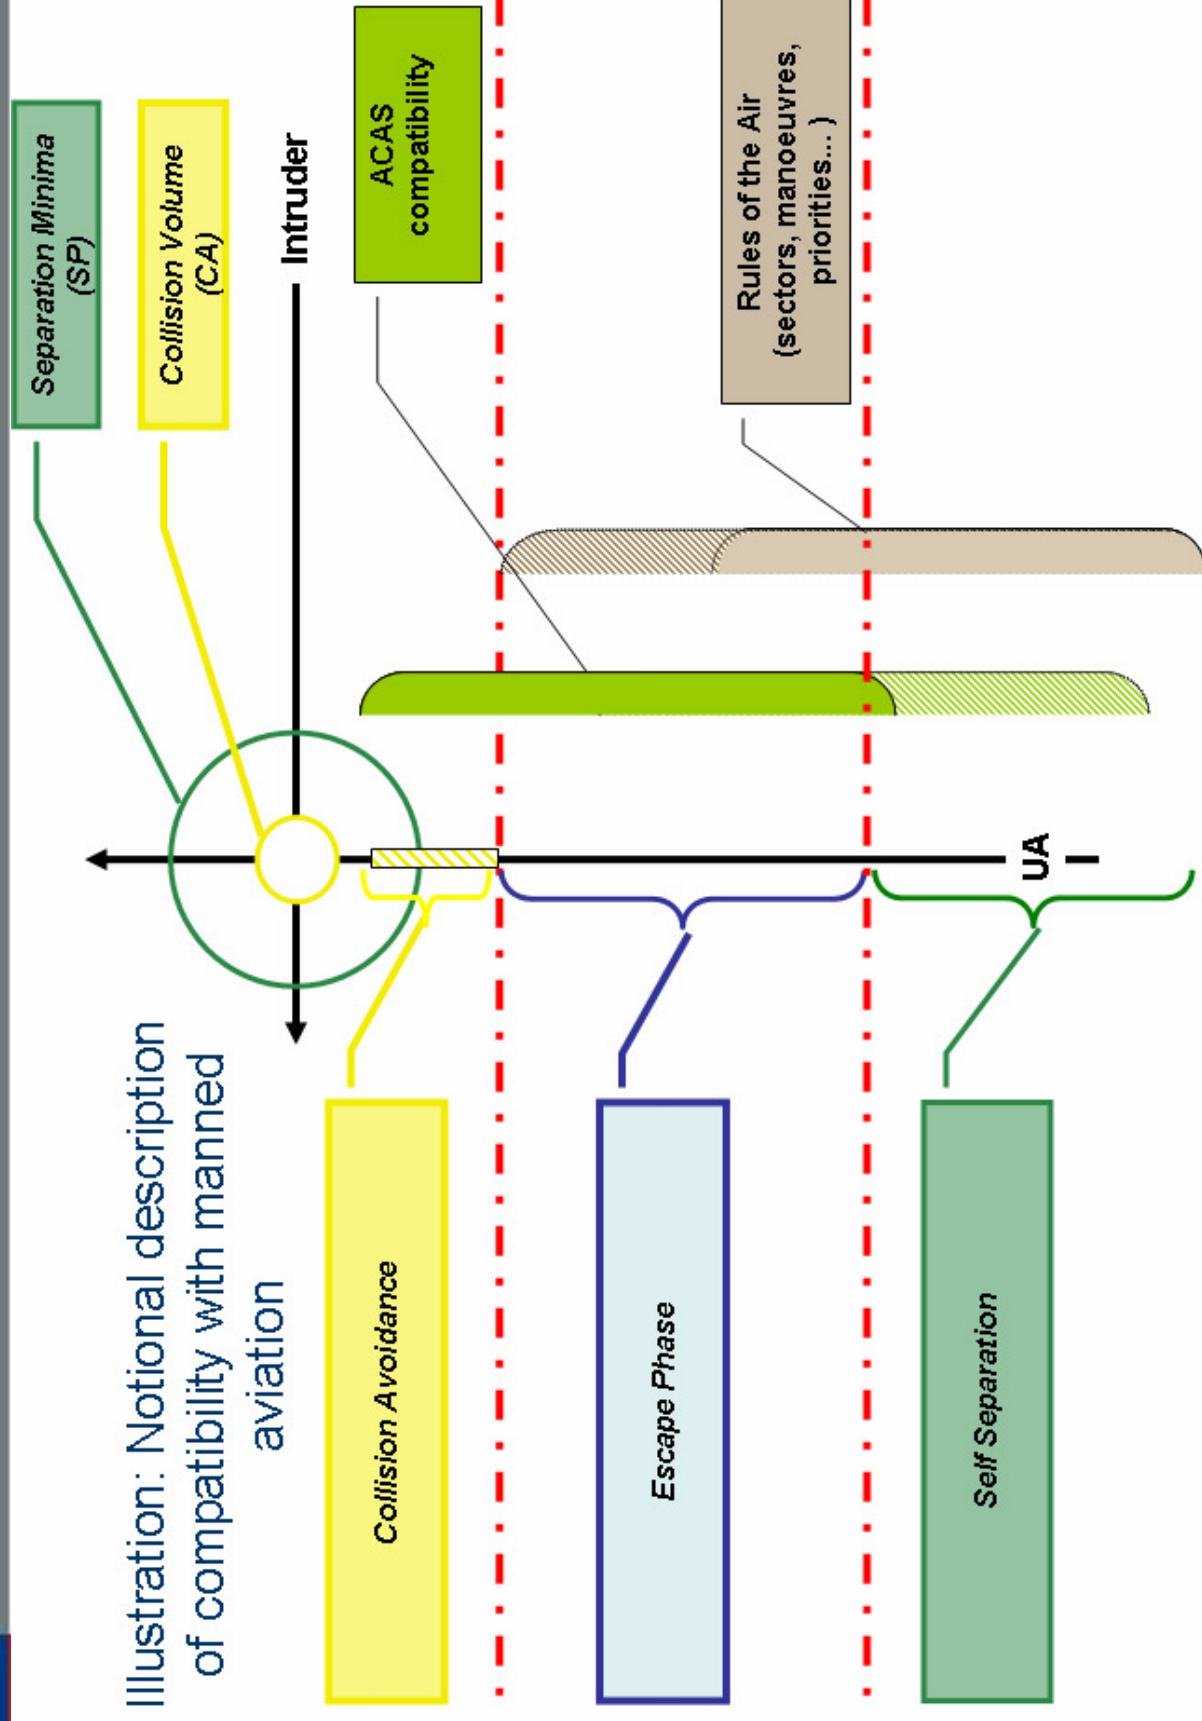 Illustration: Notional description
of compatibility with manned
aviation
Separation Minima
(SP)
Collision Volume
(CA)
Intruder
ACAS
compatibility
Rules of the Air
(sectors, manoeuvres,
priorities... )
Collision Avoidance
Escape Phase
Self Separation
UA